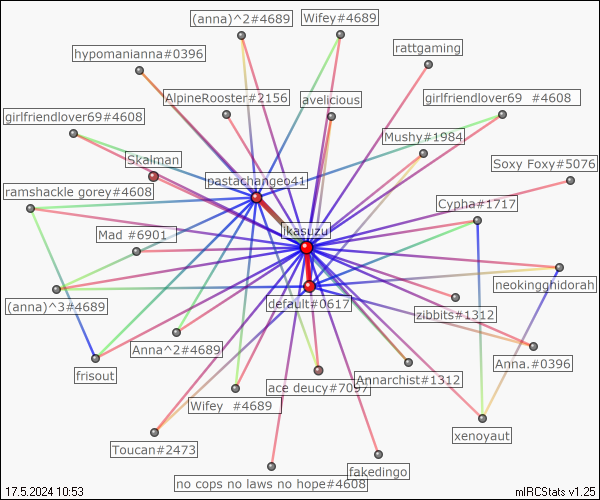 (anna)^2#4689
Wifey#4689
hypomanianna#0396
rattgaming
AlpineRooster#2156
avelicious
girlfriendlover69 #4608
girlfriendlover69#4608
Mushy#1984
Skalman
Soxy Foxy#5076
pastachangeo41
ramshackle gorey#4608
Cypha#1717
ikasuzu
Mad #6901
neokingghidorah
(anna)^3#4689
default#0617
zibbits#1312
Anna^2#4689
Anna.#0396
frisout
ace deucy#7097
Annarchist#1312
Wifey #4689
xenoyaut
Toucan#2473
fakedingo
no cops no laws no hope#4608
17.5.2024 10:53
mIRCStats v1.25